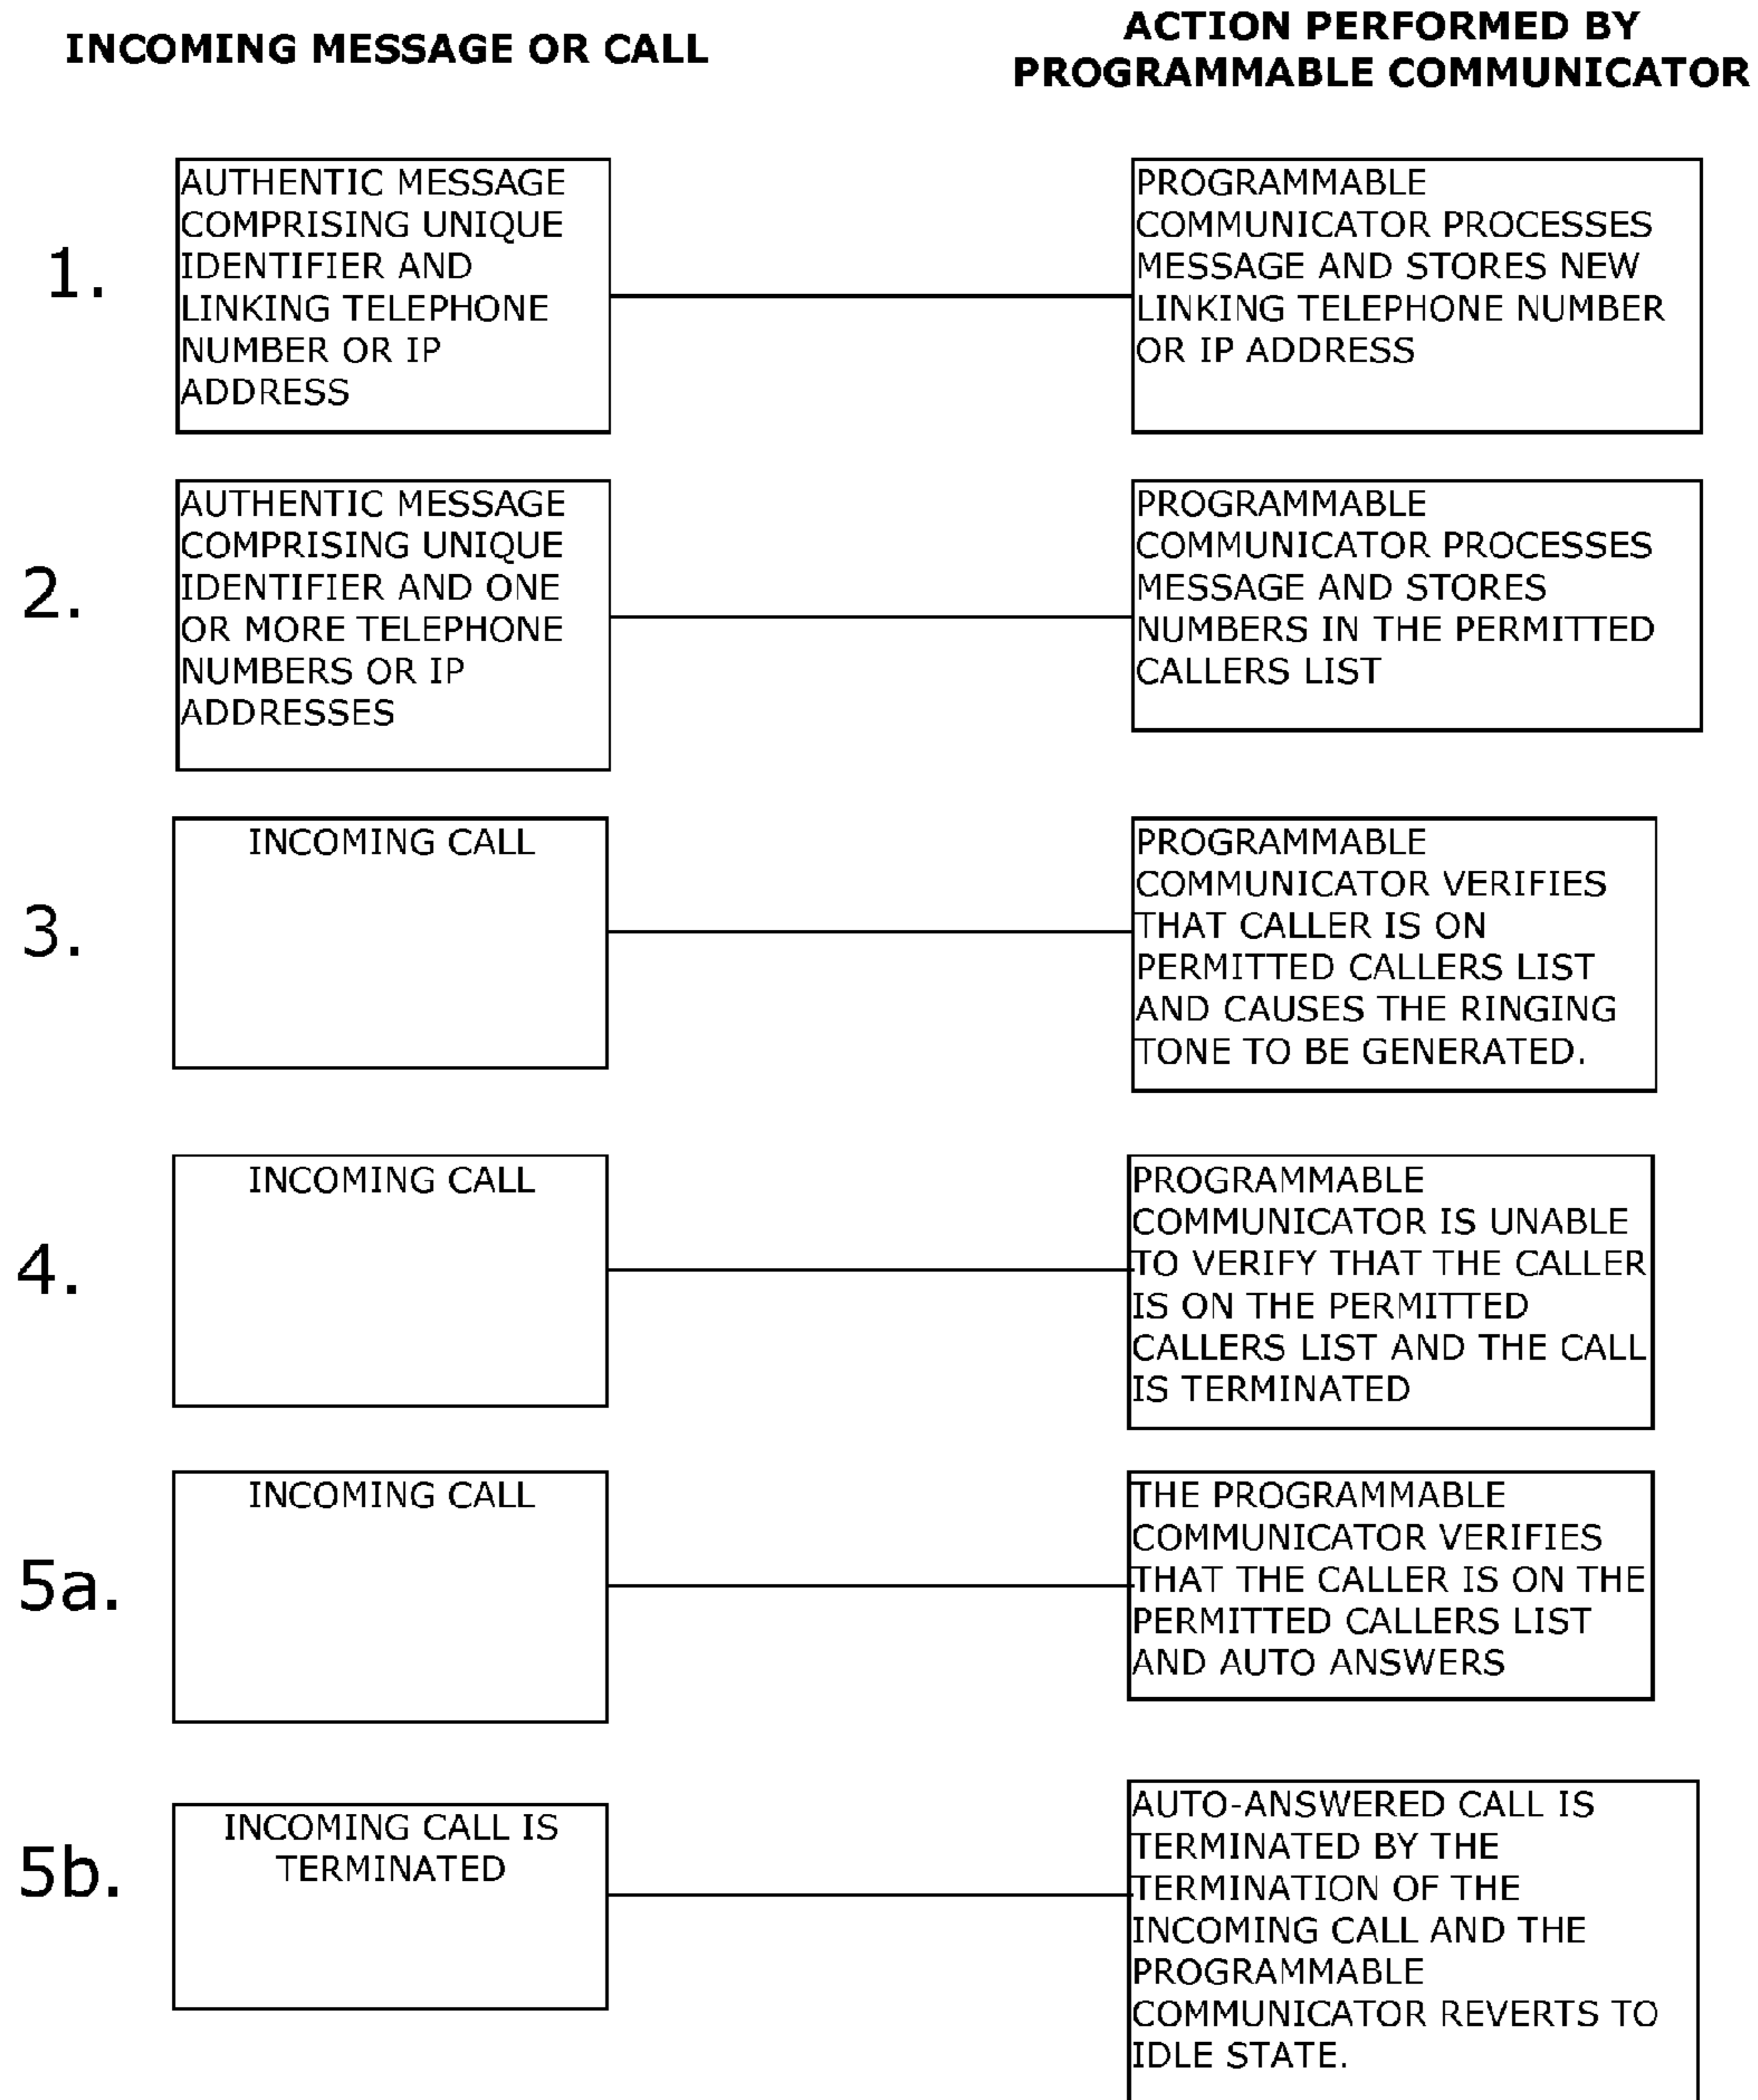 INCOMING MESSAGE OR CALL
ACTION PERFORMED BY
PROGRAMMABLE COMMUNICATOR
1.
AUTHENTIC MESSAGE
COMPRISING UNIQUE
IDENTIFIER AND
LINKING TELEPHONE
NUMBER OR IP
ADDRESS
PROGRAMMABLE
COMMUNICATOR PROCESSES
MESSAGE AND STORES NEW
LINKING TELEPHONE NUMBER
OR IP ADDRESS
2.
AUTHENTIC MESSAGE
COMPRISING UNIQUE
IDENTIFIER AND ONE
OR MORE TELEPHONE
NUMBERS OR IP
ADDRESSES
PROGRAMMABLE
COMMUNICATOR PROCESSES
MESSAGE AND STORES
NUMBERS IN THE PERMITTED
CALLERS LIST
3.
INCOMING CALL
PROGRAMMABLE
COMMUNICATOR VERIFIES
THAT CALLER IS ON
PERMITTED CALLERS LIST
AND CAUSES THE RINGING
TONE TO BE GENERATED.
4.
INCOMING CALL
PROGRAMMABLE
COMMUNICATOR IS UNABLE
TO VERIFY THAT THE CALLER
IS ON THE PERMITTED
CALLERS LIST AND THE CALL
IS TERMINATED
5a.
INCOMING CALL
THE PROGRAMMABLE
COMMUNICATOR VERIFIES
THAT THE CALLER IS ON THE
PERMITTED CALLERS LIST
AND AUTO ANSWERS
5b.
INCOMING CALL IS
TERMINATED
AUTO-ANSWERED CALL IS
TERMINATED BY THE
TERMINATION OF THE
INCOMING CALL AND THE
PROGRAMMABLE
COMMUNICATOR REVERTS TO
IDLE STATE.